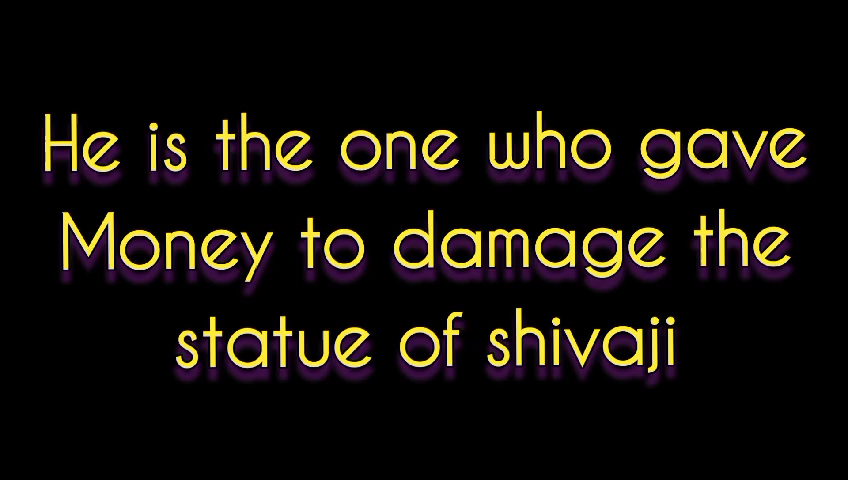 He is the one who gave
Money to damage the
statue of shivaji